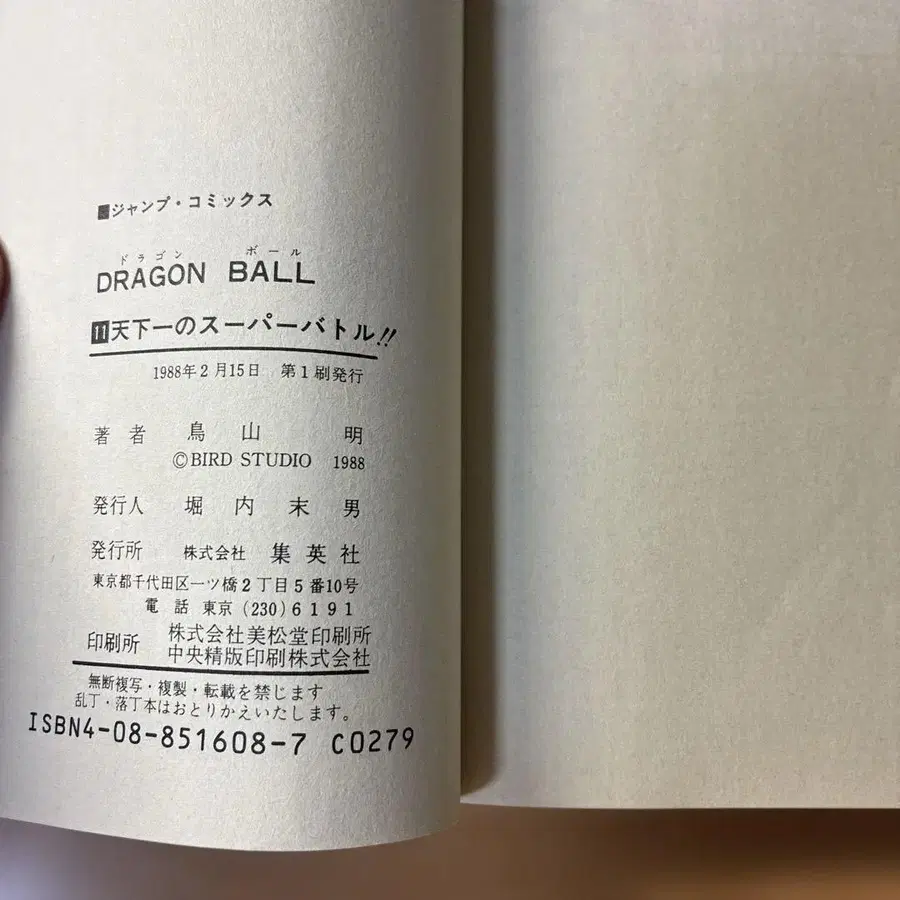 ■ジャンプ・コミックス
ドラゴン ボール
DRAGON BALL
11天下一のスーパーバトル!!
1988年2月15日 第1刷発行
著者 鳥山 明
©BIRD STUDIO 1988
発行人 堀内末男
発行所 株式会社 集英社
東京都千代田区一ツ橋2丁目5番10号
電話 東京(230)6191
印刷所 株式会社美松堂印刷所
中央精版印刷株式会社
無断複写・複製・転載を禁じます
乱丁・落丁本はおとりかえいたします。
ISBN4-08-851608-7 C0279